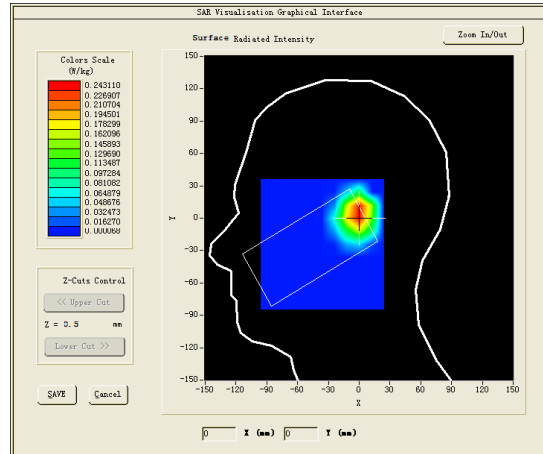 SAR Visualisation Graphical Interface
Surface Radiated Intensity
Zoom In/Out
Colors Scale
(W/kg)
0.243110
0.226907
0.210704
0.194501
0.178299
0.162096
0.145893
0.129690
0.113487
0.097284
0.081082
0.064879
0.048676
0.032473
0.016270
0.000068
Z-Cuts Control
<< Upper Cut
Z = 0.5 mm
Lower Cut >>
SAVE Cancel
150
120
90
60
30
0
-30
-60
-90
-120
-150
Y
-150 -120 -90 -60 -30 0 30 60 90 120 150
X
0 X (mm) 0 Y (mm)